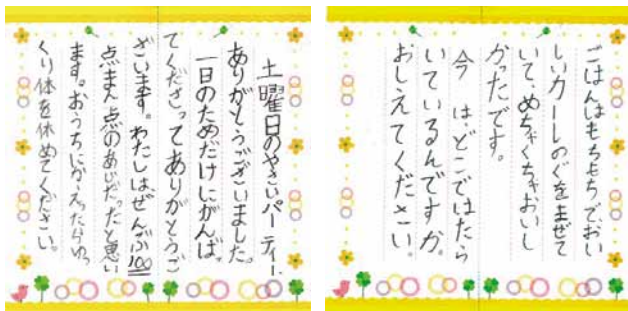 土曜日のやさいパーティー、
ありがとうございました。
一日のためだけにがんばっ
てくださってありがとうご
ざいます。わたしは、ぜんぶ100
点まん点のあじだったと思い
ます。おうちにかえったらゆっ
くり体を休めてください。
ごはんはもちもちでおい
しいカレーのぐをまぜて
いて、めちゃくちゃおいし
かったです。
今は、どこではたら
いているんですか。
おしえてください。